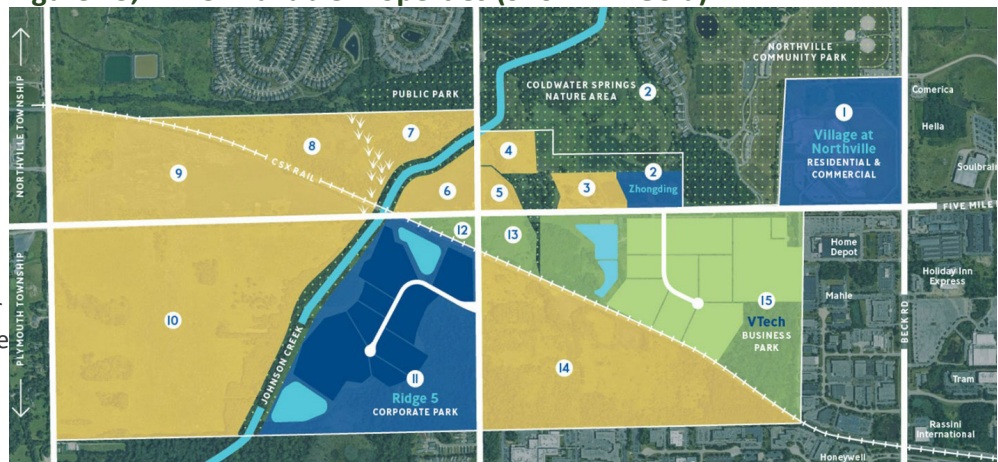 NORTHVILLE TOWNSHIP
PLYMOUTH TOWNSHIP
PUBLIC PARK
COLDWATER SPRINGS
NATURE AREA
2
NORTHVILLE
COMMUNITY PARK
1
Village at
Northville
RESIDENTIAL &
COMMERCIAL
Comerica
Hella
Soulbrain
9
8
7
CSX RAIL
6
4
5
3
2
Zhongding
FIVE MILE
12
13
10
JOHNSON CREEK
11
Ridge 5
CORPORATE PARK
14
15
VTech
BUSINESS
PARK
Home
Depot
Mahle
BECK RD
Holiday Inn
Express
Tram
Rassini
International
Honeywell